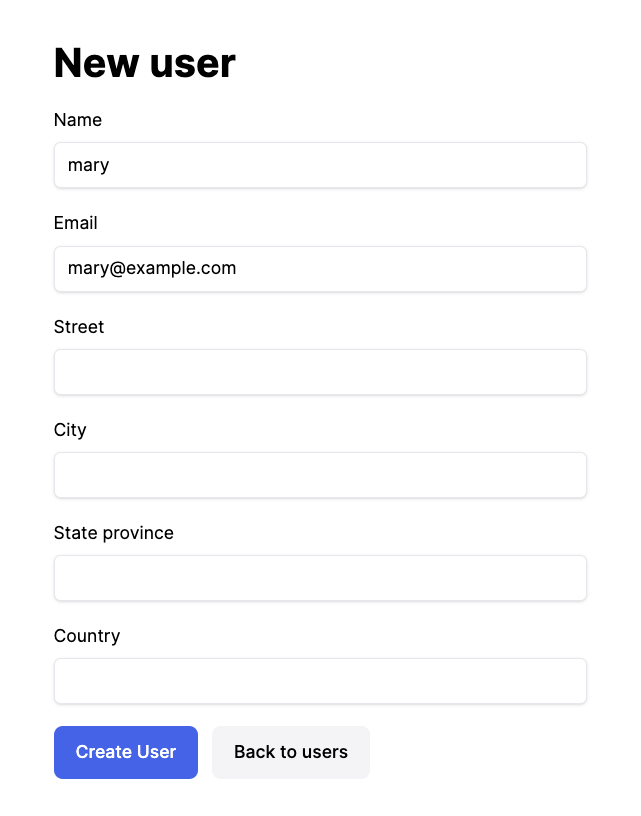 New user
Name
mary
Email
mary@example.com
Street
City
State province
Country
Create User Back to users